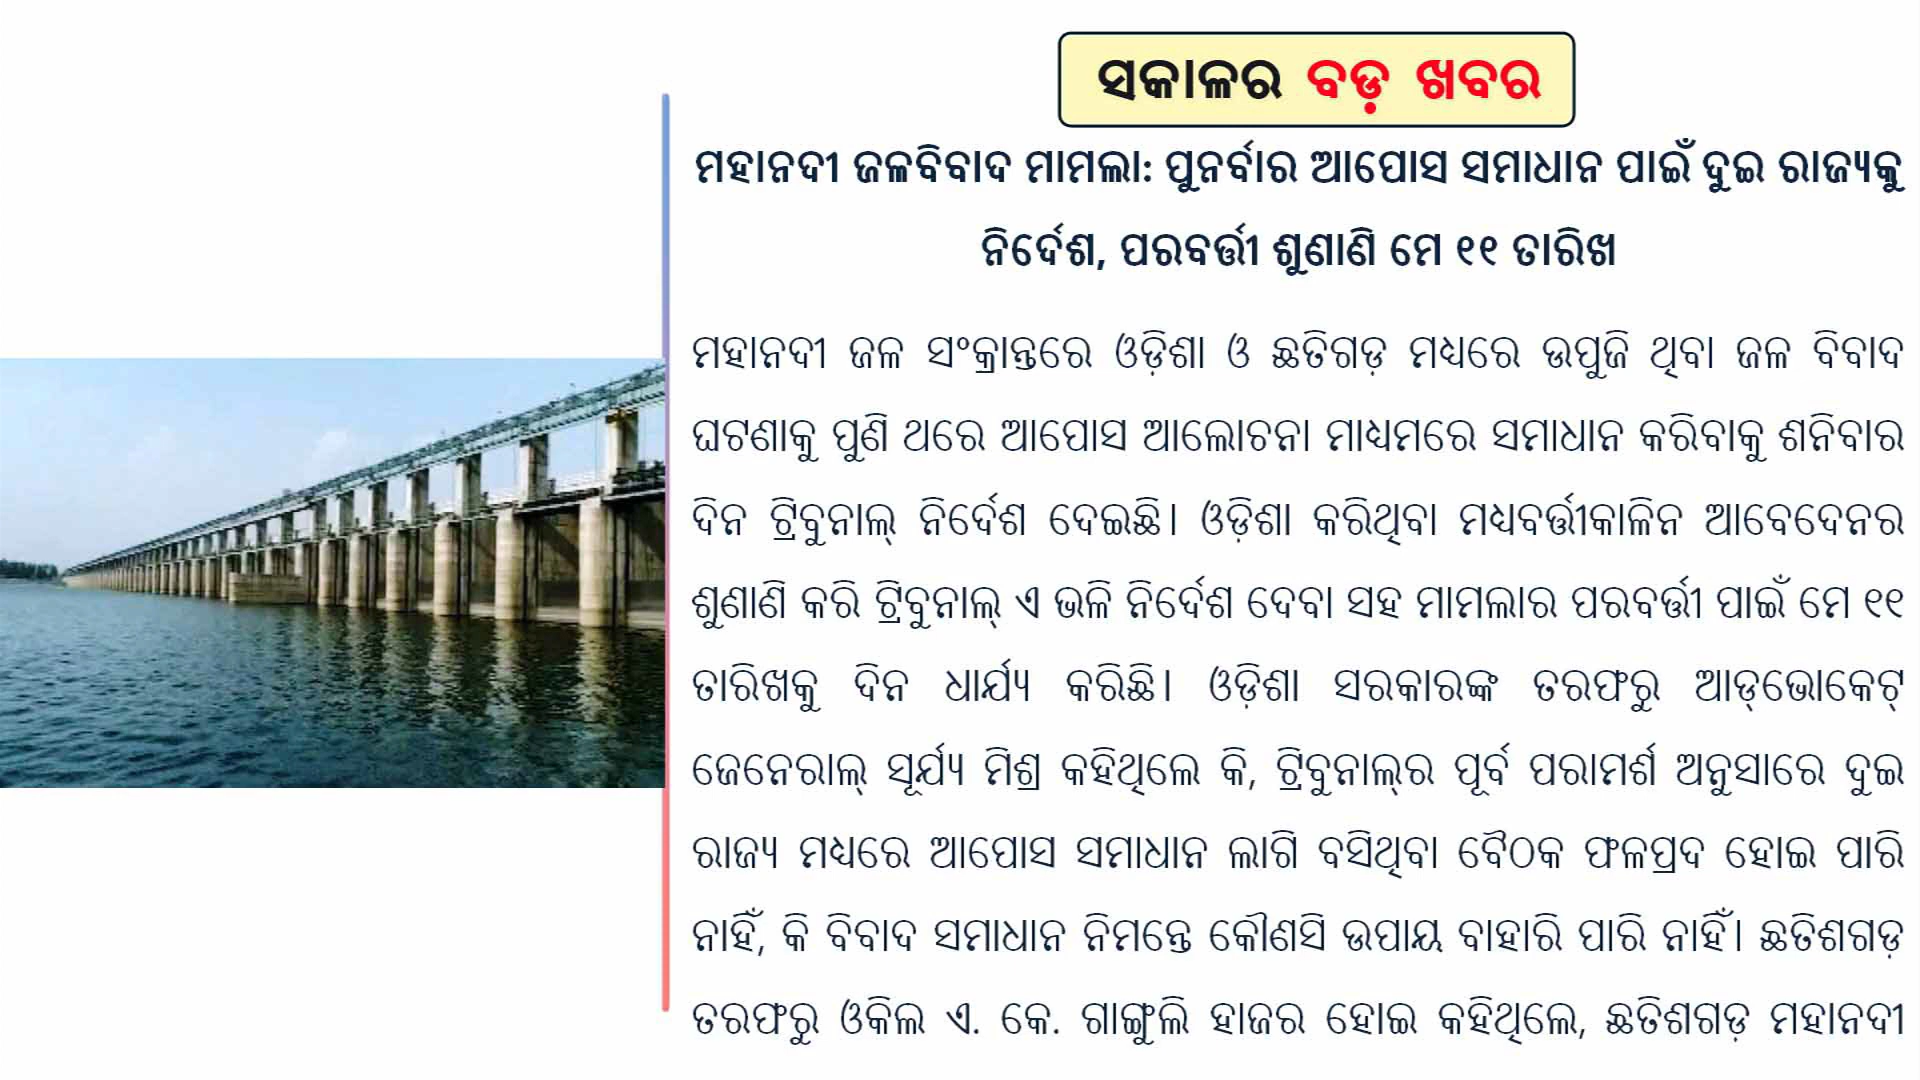 ସକାଳର ବଡ଼ ଖବର
ମହାନଦୀ ଜଳବିବାଦ ମାମଲା: ପୁନର୍ବାର ଆପୋସ ସମାଧାନ ପାଇଁ ଦୁଇ ରାଜ୍ୟକୁ
ନିର୍ଦେଶ, ପରବର୍ତ୍ତୀ ଶୁଣାଣି ମେ ୧୧ ତାରିଖ
ମହାନଦୀ ଜଳ ସଂକ୍ରାନ୍ତରେ ଓଡ଼ିଶା ଓ ଛତିଗଡ଼ ମଧ୍ୟରେ ଉପୁଜି ଥିବା ଜଳ ବିବାଦ
ଘଟଣାକୁ ପୁଣି ଥରେ ଆପୋସ ଆଲୋଚନା ମାଧ୍ୟମରେ ସମାଧାନ କରିବାକୁ ଶନିବାର
ଦିନ ଟ୍ରିବୁନାଲ୍ ନିର୍ଦେଶ ଦେଇଛି। ଓଡ଼ିଶା କରିଥିବା ମଧ୍ୟବର୍ତ୍ତୀକାଳିନ ଆବେଦେନର
ଶୁଣାଣି କରି ଟ୍ରିବୁନାଲ୍ ଏ ଭଳି ନିର୍ଦେଶ ଦେବା ସହ ମାମଲାର ପରବର୍ତ୍ତୀ ପାଇଁ ମେ ୧୧
ତାରିଖକୁ ଦିନ ଧାର୍ଯ୍ୟ କରିଛି। ଓଡ଼ିଶା ସରକାରଙ୍କ ତରଫରୁ ଆଡ୍‌ଭୋକେଟ୍
ଜେନେରାଲ୍ ସୂର୍ଯ୍ୟ ମିଶ୍ର କହିଥିଲେ କି, ଟ୍ରିବୁନାଲ୍‌ର ପୂର୍ବ ପରାମର୍ଶ ଅନୁସାରେ ଦୁଇ
ରାଜ୍ୟ ମଧ୍ୟରେ ଆପୋସ ସମାଧାନ ଲାଗି ବସିଥିବା ବୈଠକ ଫଳପ୍ରଦ ହୋଇ ପାରି
ନାହିଁ, କି ବିବାଦ ସମାଧାନ ନିମନ୍ତେ କୌଣସି ଉପାୟ ବାହାରି ପାରି ନାହିଁ। ଛତିଶଗଡ଼
ତରଫରୁ ଓକିଲ ଏ. କେ. ଗାଙ୍ଗୁଲି ହାଜର ହୋଇ କହିଥିଲେ, ଛତିଶଗଡ଼ ମହାନଦୀ